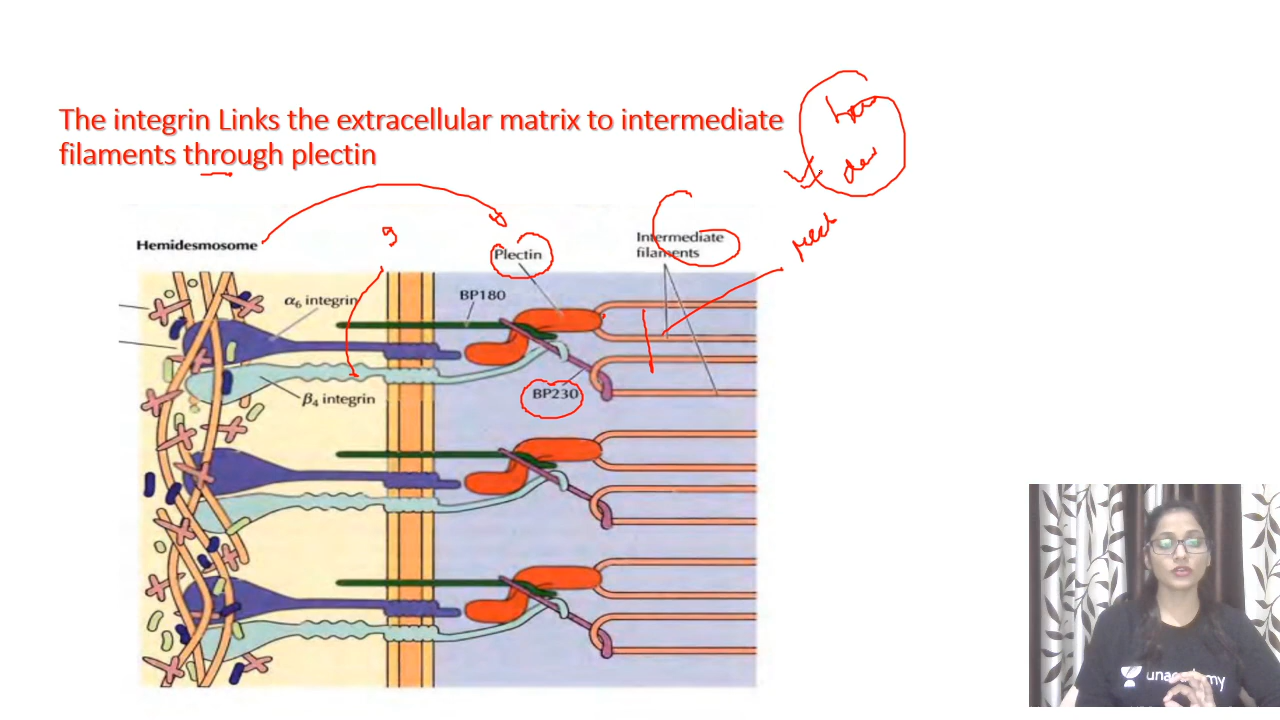 The integrin Links the extracellular matrix to intermediate
filaments through plectin
Hemidesmosome
Plectin
Intermediate
filaments
α₆ integrin
BP180
β₄ integrin
BP230
unacademy